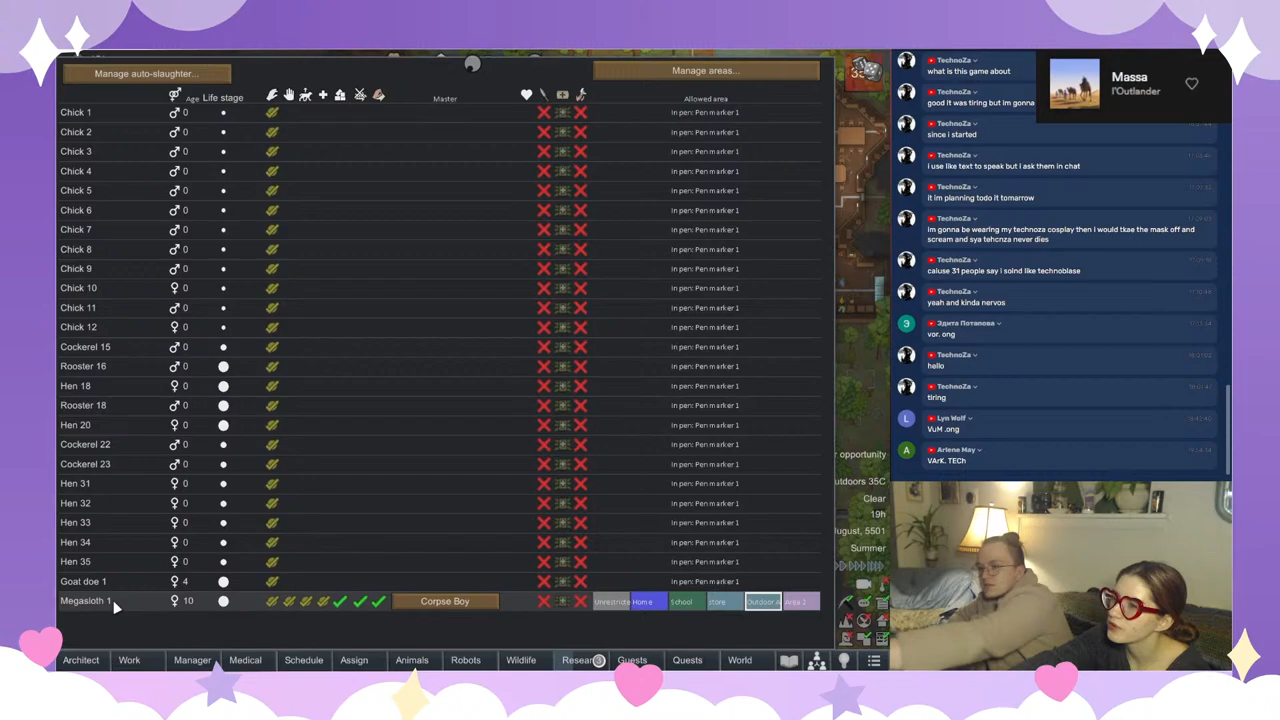 Manage auto-slaughter...
Manage areas...
Age Life stage
Master
Allowed area
Chick 1 0 In pen: Pen marker 1
Chick 2 0 In pen: Pen marker 1
Chick 3 0 In pen: Pen marker 1
Chick 4 0 In pen: Pen marker 1
Chick 5 0 In pen: Pen marker 1
Chick 6 0 In pen: Pen marker 1
Chick 7 0 In pen: Pen marker 1
Chick 8 0 In pen: Pen marker 1
Chick 9 0 In pen: Pen marker 1
Chick 10 0 In pen: Pen marker 1
Chick 11 0 In pen: Pen marker 1
Chick 12 0 In pen: Pen marker 1
Cockerel 15 0 In pen: Pen marker 1
Rooster 16 0 In pen: Pen marker 1
Hen 18 0 In pen: Pen marker 1
Rooster 18 0 In pen: Pen marker 1
Hen 20 0 In pen: Pen marker 1
Cockerel 22 0 In pen: Pen marker 1
Cockerel 23 0 In pen: Pen marker 1
Hen 31 0 In pen: Pen marker 1
Hen 32 0 In pen: Pen marker 1
Hen 33 0 In pen: Pen marker 1
Hen 34 0 In pen: Pen marker 1
Hen 35 0 In pen: Pen marker 1
Goat doe 1 4 In pen: Pen marker 1
Megasloth 1 10 Corpse Boy Unrestricte Home School store Outdoor A Area 2
Architect Work Manager Medical Schedule Assign Animals Robots Wildlife Resear 3 Guests Quests World
r opportunity
utdoors 35C
Clear
19h
ugust, 5501
Summer
TechnoZa
what is this game about
TechnoZa
good it was tiring but im gonna
TechnoZa
since i started
TechnoZa
i use like text to speak but i ask them in chat
TechnoZa
it im planning todo it tomorrow
TechnoZa
im gonna be wearing my technoza cosplay then i would tkae the mask off and
scream and sya tehcnza never dies
TechnoZa
caiuse 31 people say i solnd like technoblase
TechnoZa
yeah and kinda nervos
Эдита Потапова
vor. ong
TechnoZa
hello
TechnoZa
tiring
Lyn Wolf
VuM .ong
Arlene May
VArK. TECh
Massa
l'Outlander
Э
L
A